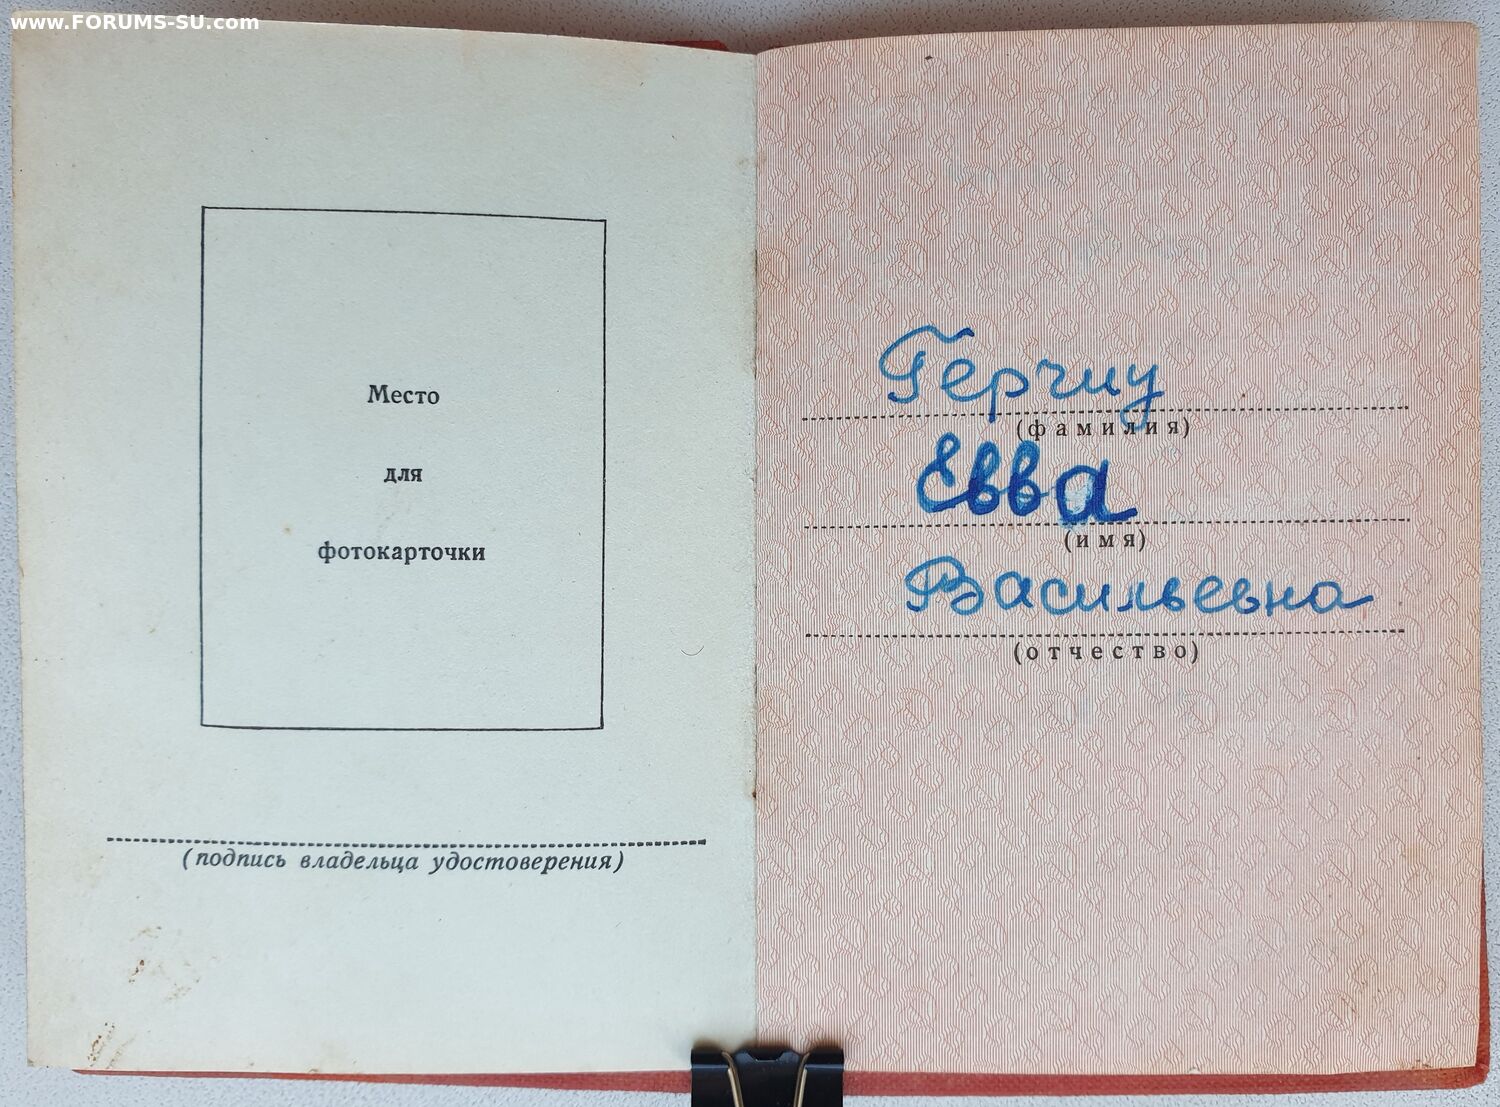 www.FORUMS-SU.com
Место
для
фотокарточки
(подпись владельца удостоверения)
Герчиу
(фамилия)
Евва
(имя)
Васильевна
(отчество)